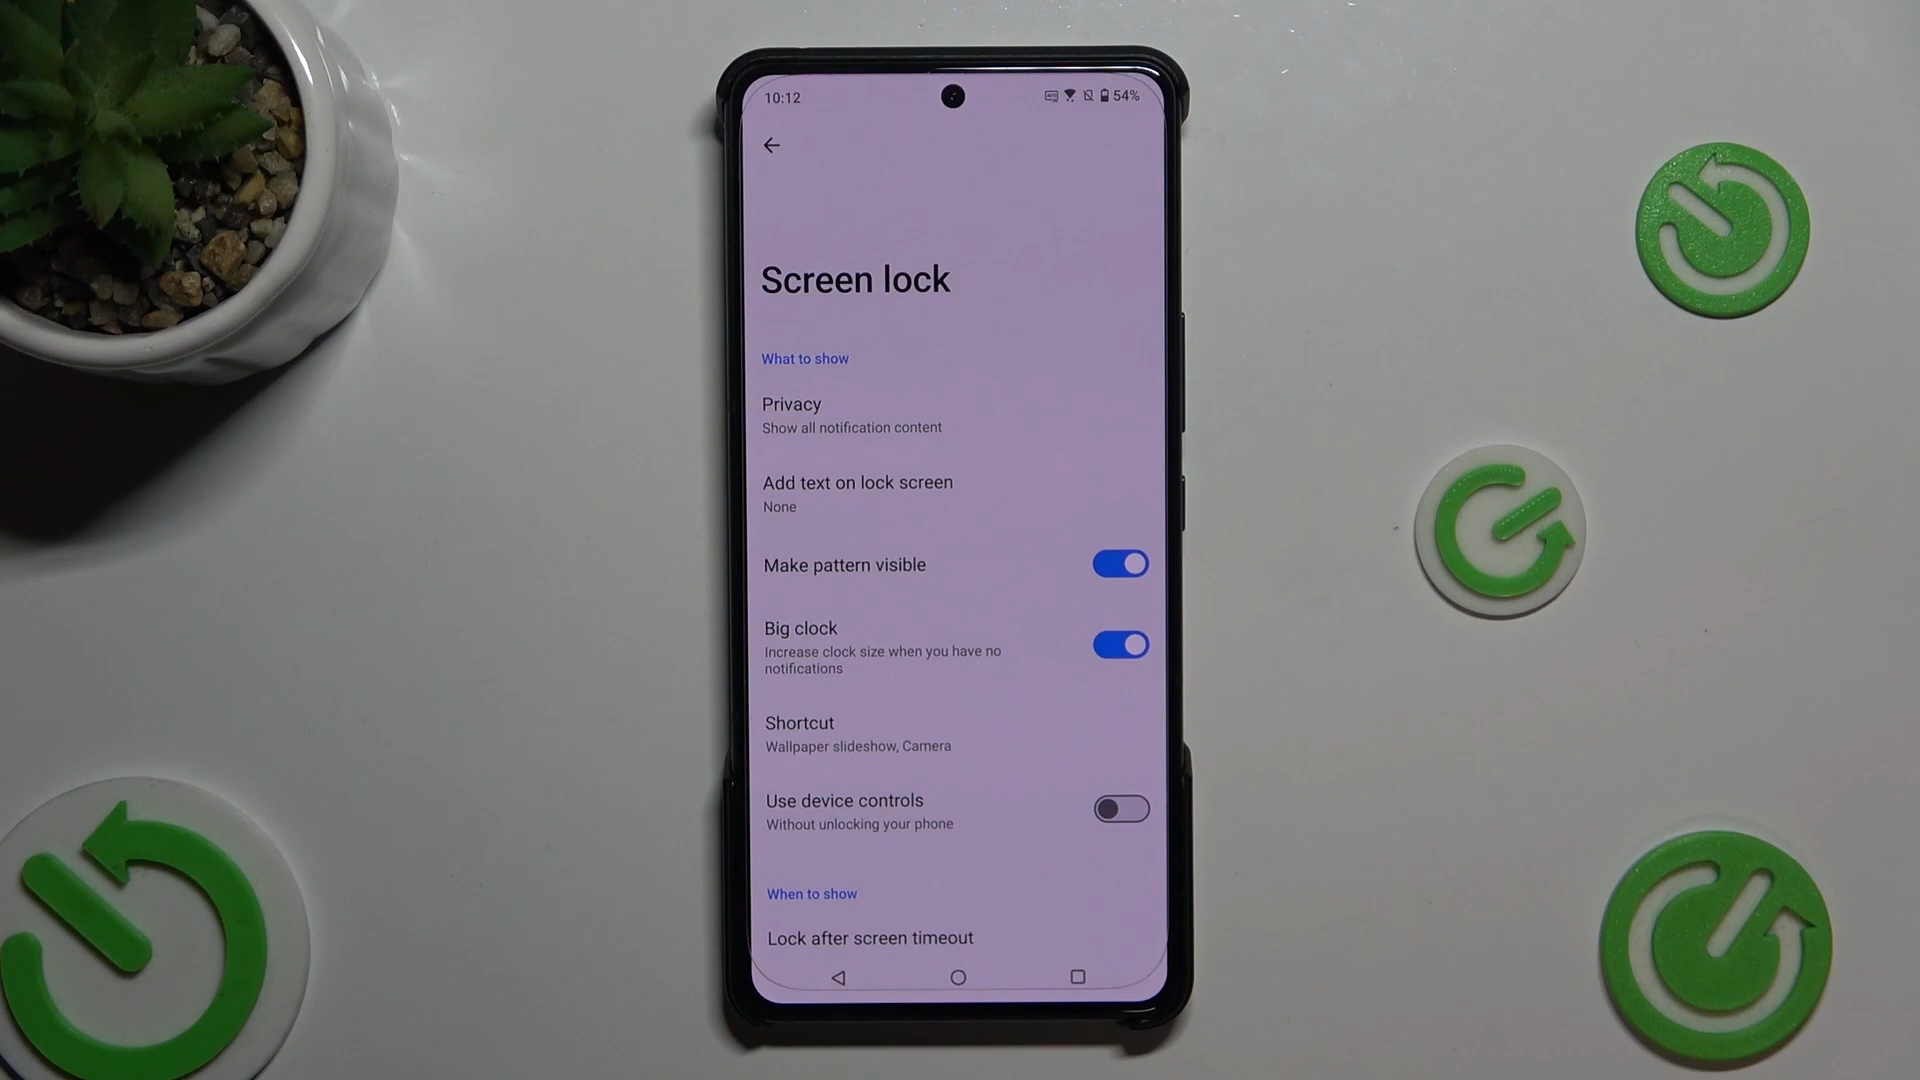 10:12
54%
Screen lock
What to show
Privacy
Show all notification content
Add text on lock screen
None
Make pattern visible
Big clock
Increase clock size when you have no
notifications
Shortcut
Wallpaper slideshow, Camera
Use device controls
Without unlocking your phone
When to show
Lock after screen timeout